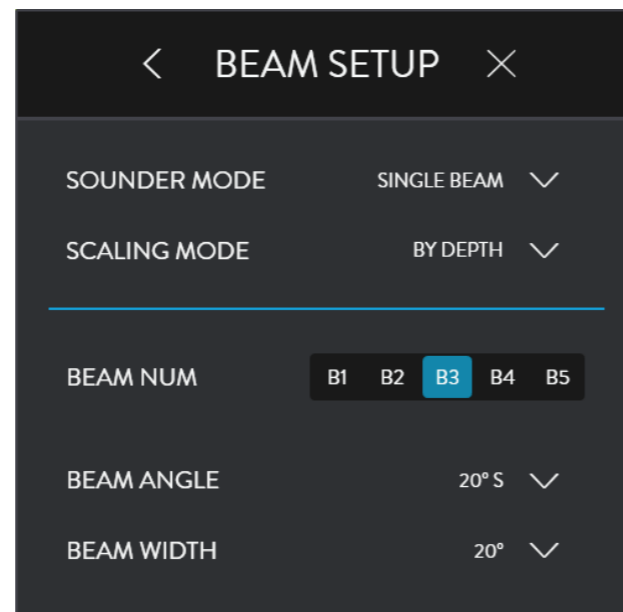 BEAM SETUP
SOUNDER MODE SINGLE BEAM
SCALING MODE BY DEPTH
BEAM NUM B1 B2 B3 B4 B5
BEAM ANGLE 20° S
BEAM WIDTH 20°